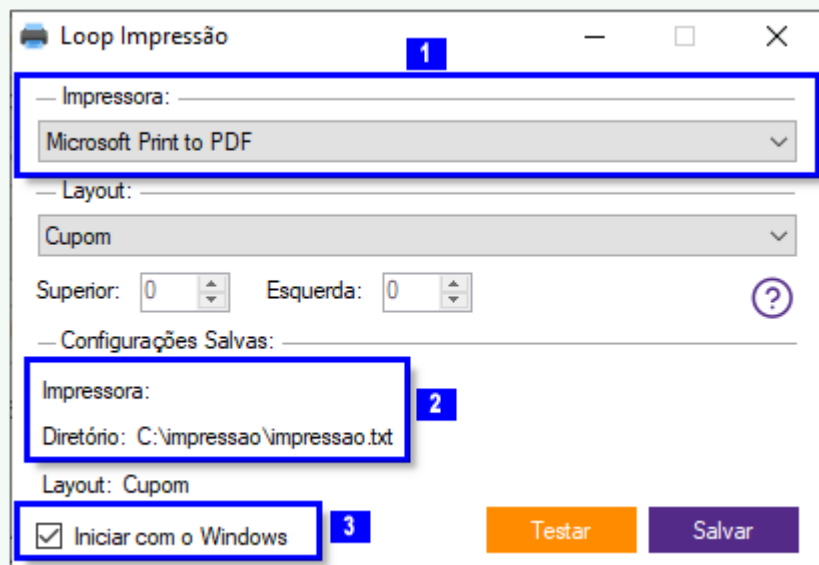 Loop Impressão
1
Impressora:
Microsoft Print to PDF
Layout:
Cupom
Superior: 0 Esquerda: 0 ?
Configurações Salvas:
Impressora:
2
Diretório: C:\impressao\impressao.txt
Layout: Cupom
Iniciar com o Windows 3 Testar Salvar